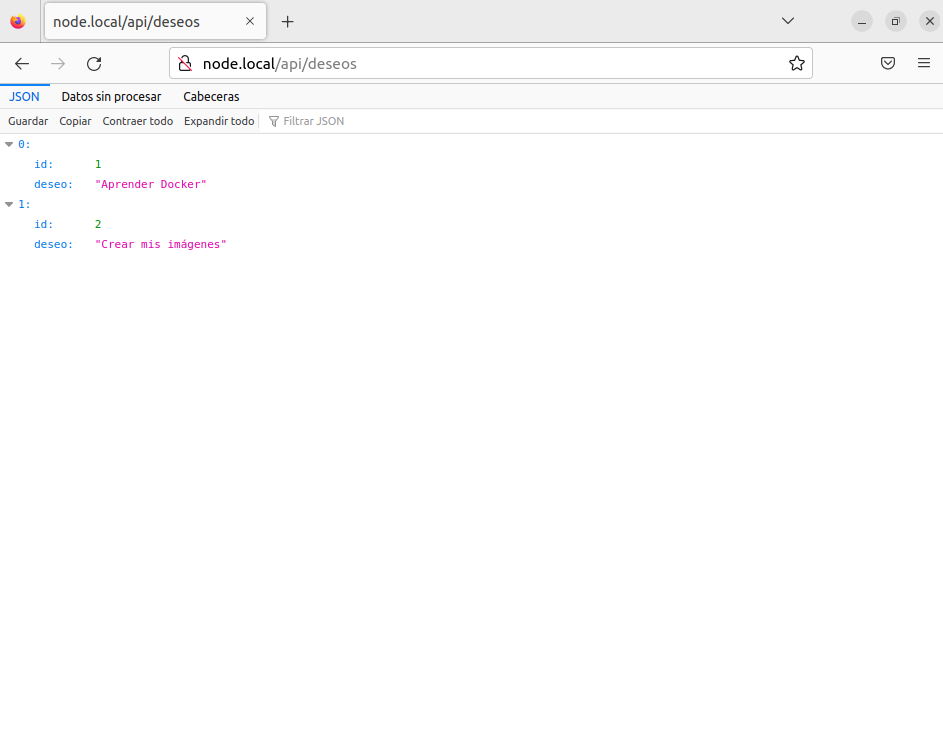 node.local/api/deseos
node.local/api/deseos
JSON Datos sin procesar Cabeceras
Guardar Copiar Contraer todo Expandir todo Filtrar JSON
0:
id: 1
deseo: "Aprender Docker"
1:
id: 2
deseo: "Crear mis imágenes"